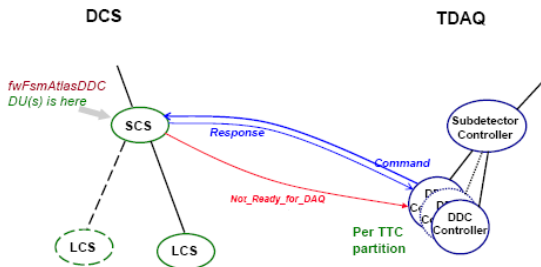 DCS
TDAQ
fwFsmAtlasDDC
DU(s) is here
SCS
Response
Command
Subdetector
Controller
Not_Ready_for_DAQ
DDC
Controller
Per TTC
partition
LCS
LCS